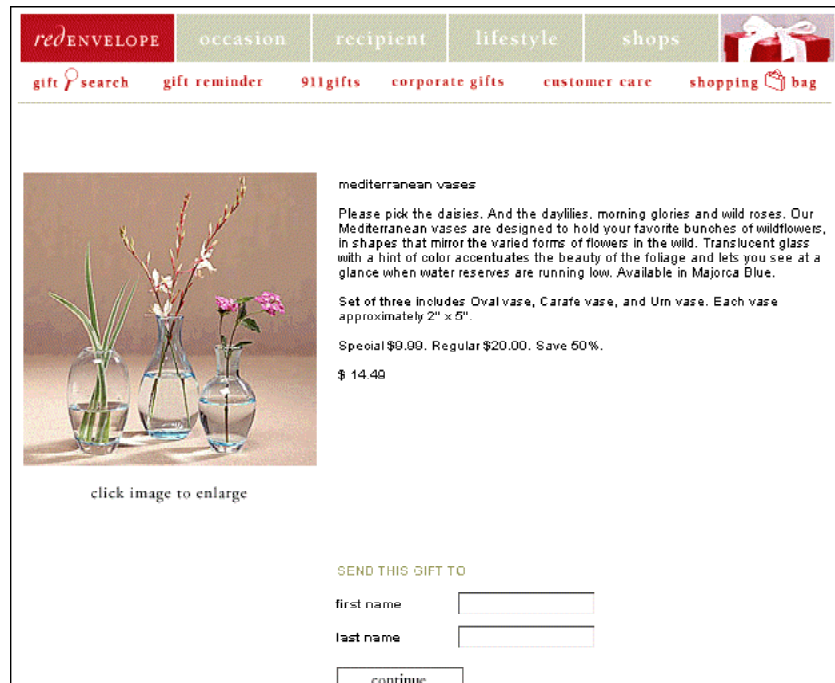 redENVELOPE occasion recipient lifestyle shops
gift search gift reminder 911gifts corporate gifts customer care shopping bag
mediterranean vases
Please pick the daisies. And the daylilies, morning glories and wild roses. Our
Mediterranean vases are designed to hold your favorite bunches of wildflowers,
in shapes that mirror the varied forms of flowers in the wild. Translucent glass
with a hint of color accentuates the beauty of the foliage and lets you see at a
glance when water reserves are running low. Available in Majorca Blue.
Set of three includes Oval vase, Carafe vase, and Urn vase. Each vase
approximately 2" x 5".
Special $9.99. Regular $20.00. Save 50%.
$ 14.49
click image to enlarge
SEND THIS GIFT TO
first name
last name
continue